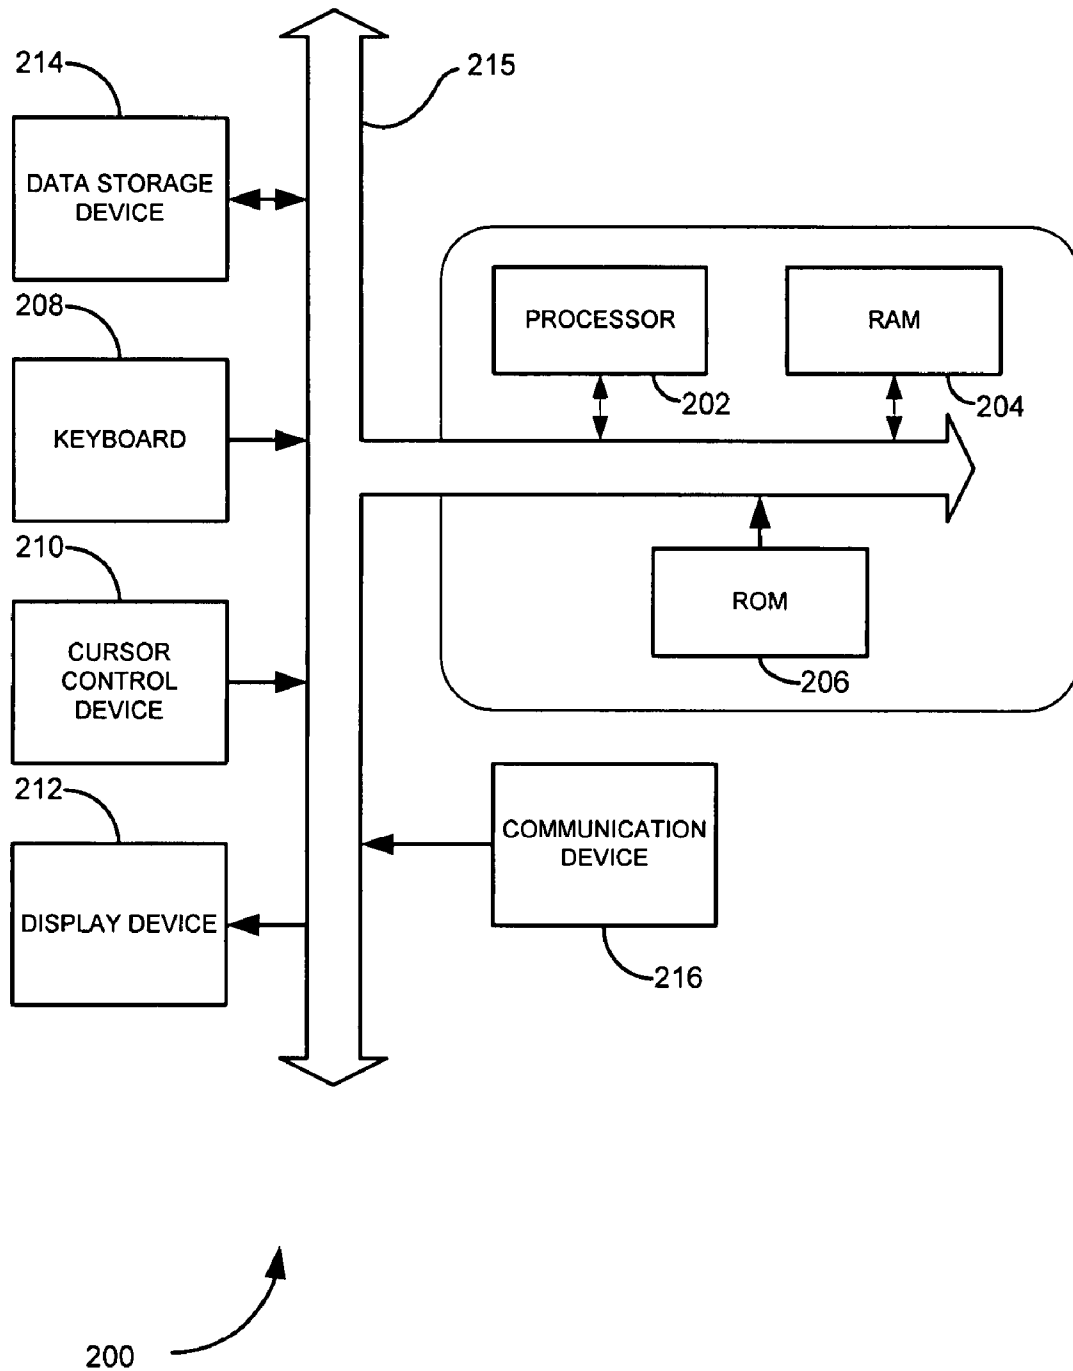 214
215
DATA STORAGE
DEVICE
208
PROCESSOR
RAM
202
204
KEYBOARD
210
ROM
CURSOR
CONTROL
DEVICE
206
212
COMMUNICATION
DEVICE
DISPLAY DEVICE
216
200